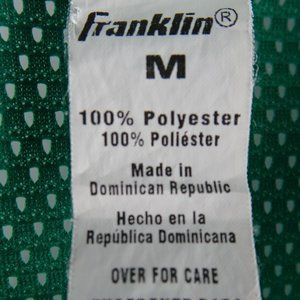 Franklin®
M
100% Polyester
100% Poliéster
Made in
Dominican Republic
Hecho en la
República Dominicana
OVER FOR CARE